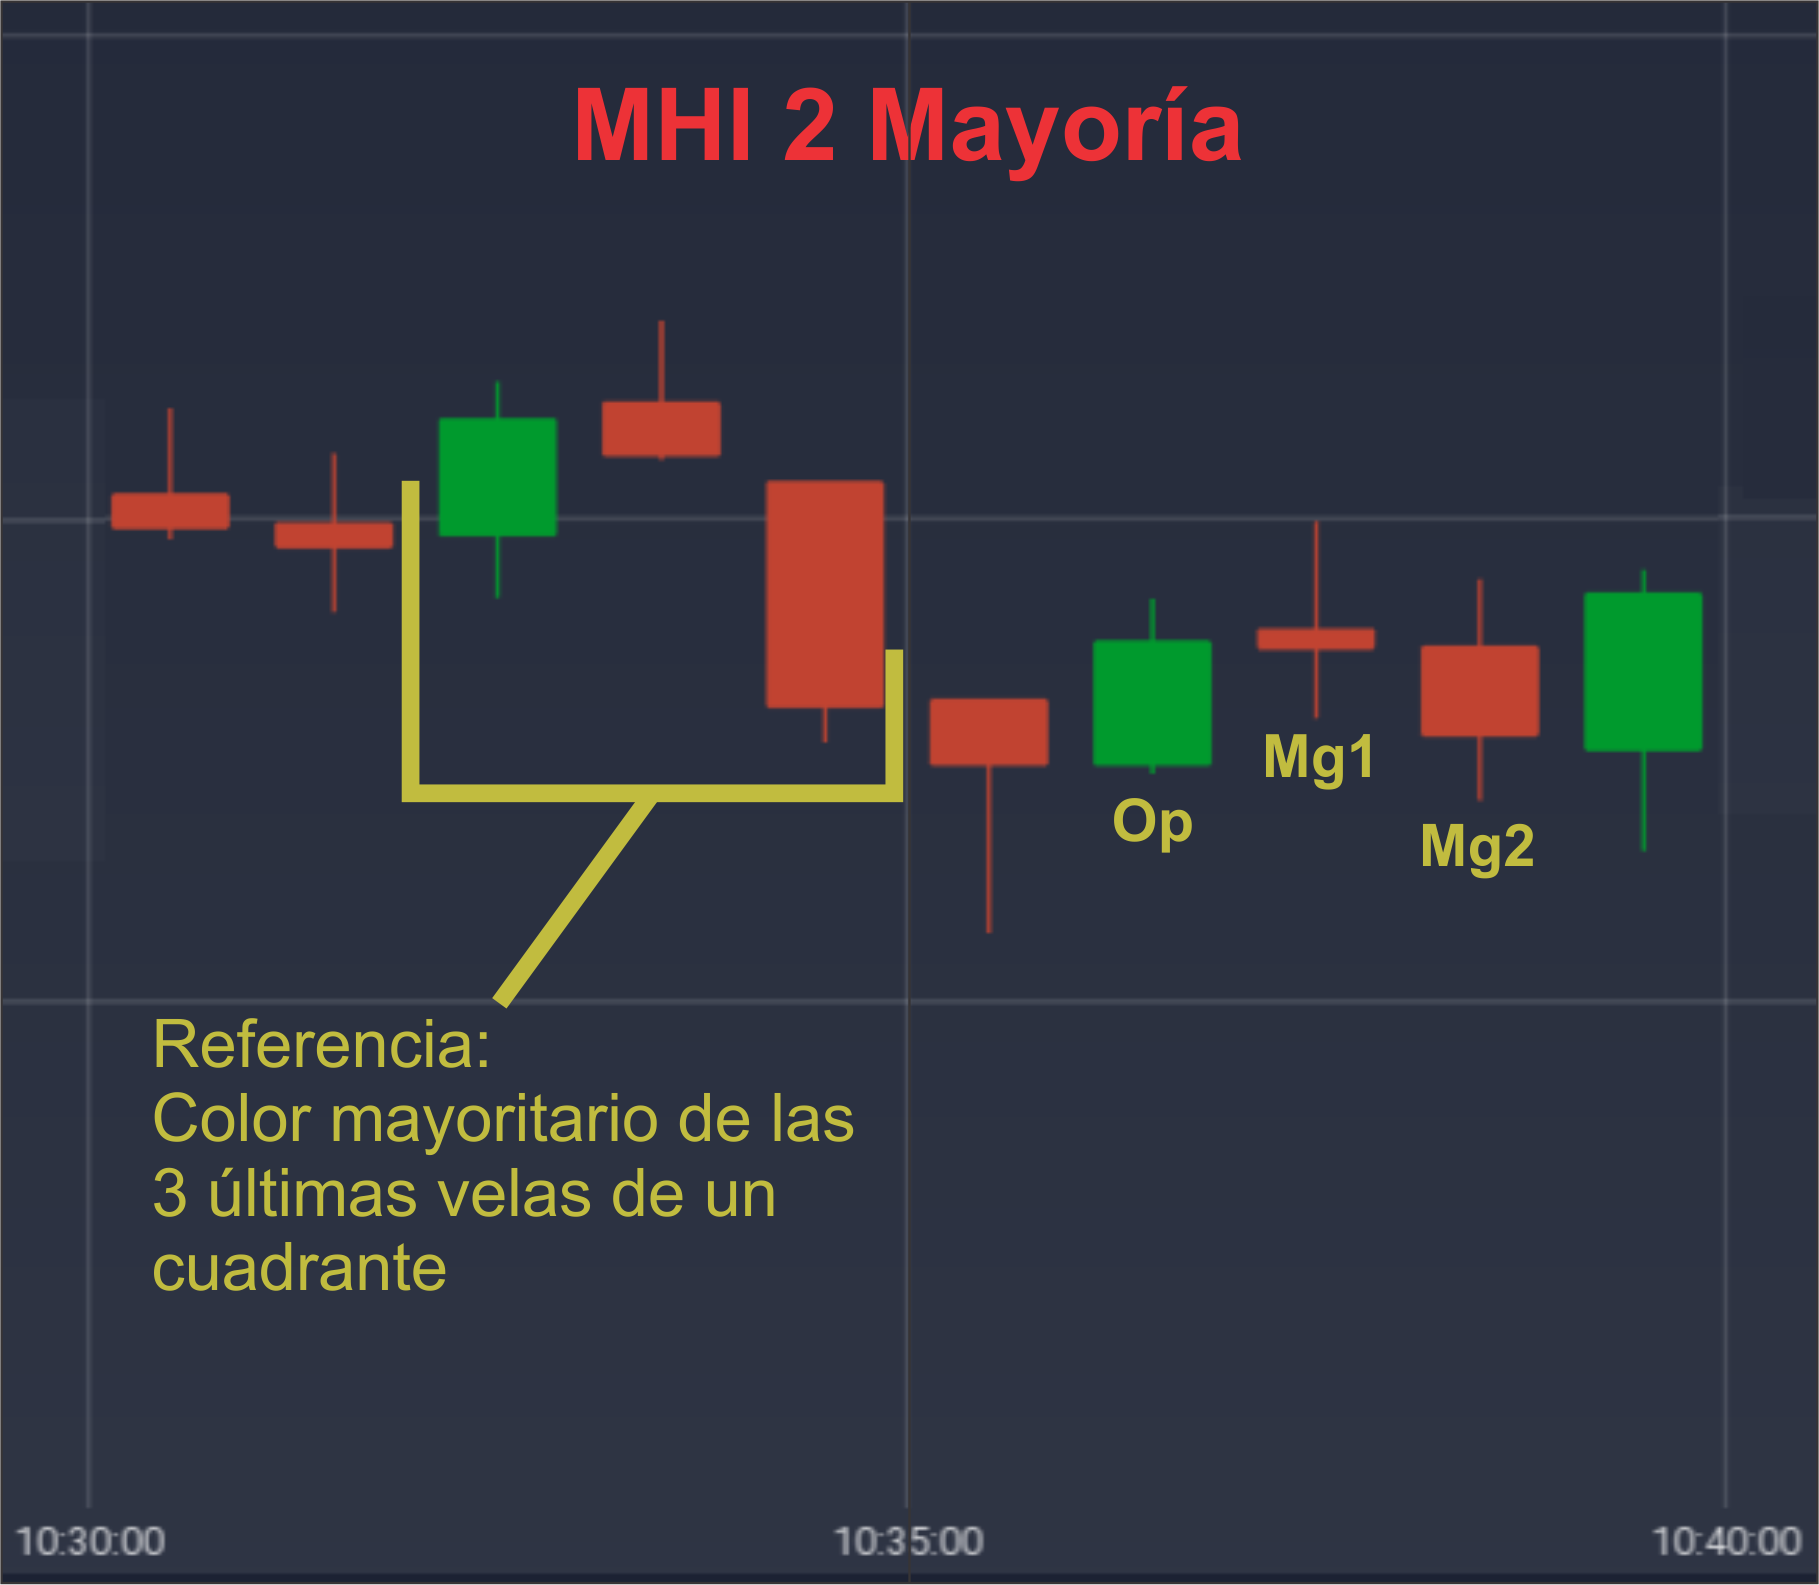 MHI 2 Mayoría
Mg1
Op
Mg2
Referencia:
Color mayoritario de las
3 últimas velas de un
cuadrante
10:30:00
10:35:00
10:40:00